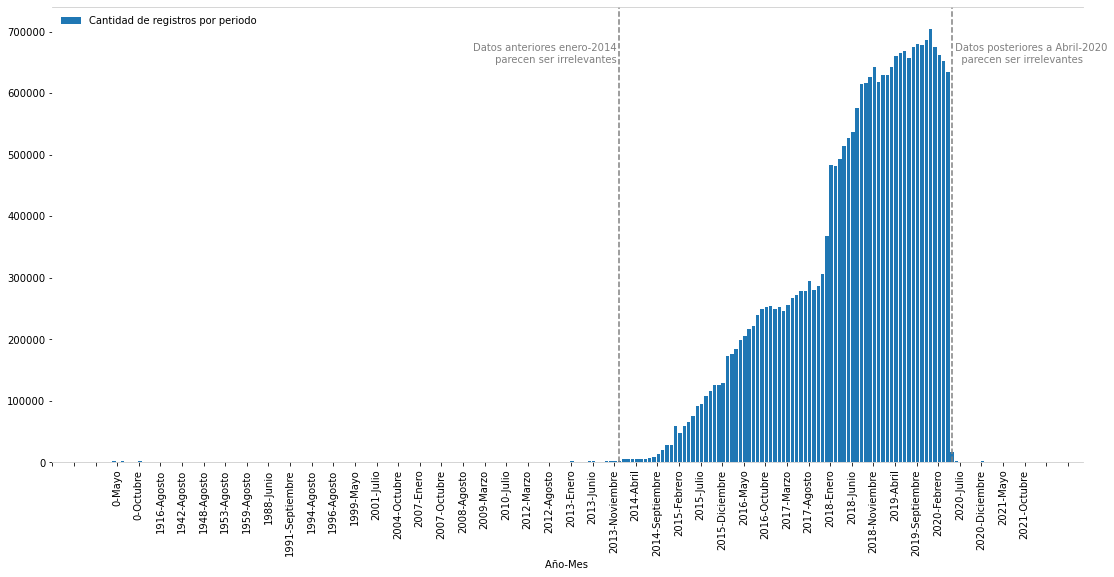 Cantidad de registros por periodo
700000
600000
500000
400000
300000
200000
100000
0
Datos anteriores enero-2014
parecen ser irrelevantes
Datos posteriores a Abril-2020
parecen ser irrelevantes
0-Mayo
0-Octubre
1916-Agosto
1942-Agosto
1948-Agosto
1953-Agosto
1959-Agosto
1988-Junio
1991-Septiembre
1994-Agosto
1996-Agosto
1999-Mayo
2001-Julio
2004-Octubre
2007-Enero
2007-Octubre
2008-Agosto
2009-Marzo
2010-Julio
2012-Marzo
2012-Agosto
2013-Enero
2013-Junio
2013-Noviembre
2014-Abril
2014-Septiembre
2015-Febrero
2015-Julio
2015-Diciembre
2016-Mayo
2016-Octubre
2017-Marzo
2017-Agosto
2018-Enero
2018-Junio
2018-Noviembre
2019-Abril
2019-Septiembre
2020-Febrero
2020-Julio
2020-Diciembre
2021-Mayo
2021-Octubre
Año-Mes